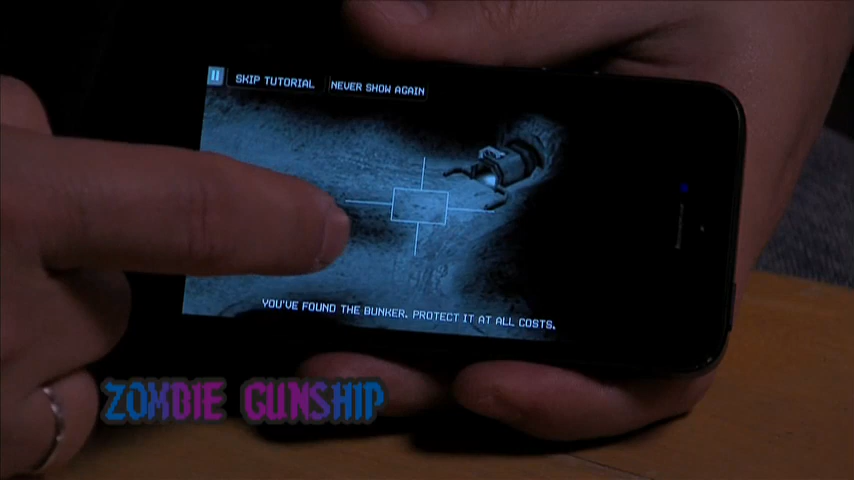 SKIP TUTORIAL
NEVER SHOW AGAIN
YOU'VE FOUND THE BUNKER. PROTECT IT AT ALL COSTS.
ZOMBIE GUNSHIP